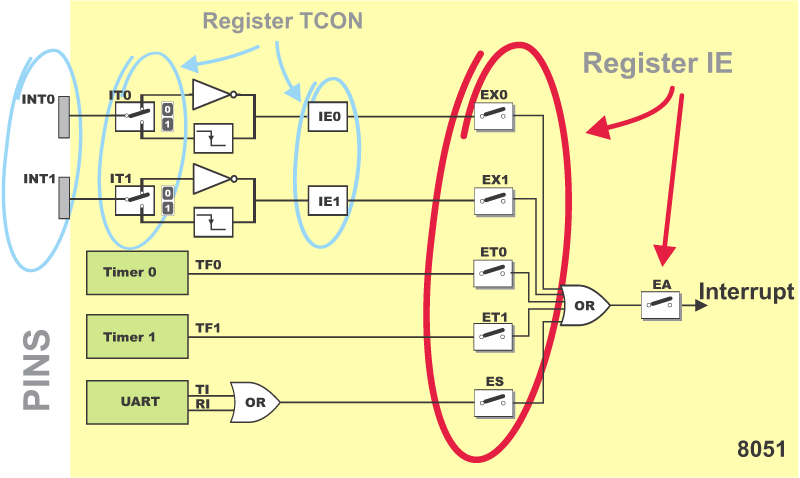 Register TCON
Register IE
INT0
IT0
0
1
IE0
EX0
INT1
IT1
0
1
IE1
EX1
Timer 0
TF0
ET0
EA
Interrupt
OR
Timer 1
TF1
ET1
PINS
UART
TI
RI
OR
ES
8051